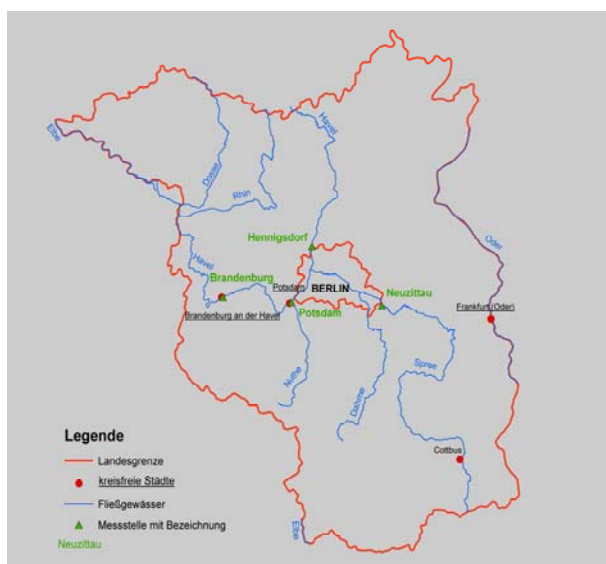 Elbe
Dosse
Rhin
Havel
Oder
Hennigsdorf
Havel
Brandenburg
Potsdam
BERLIN
Neuzittau
Brandenburg an der Havel
Potsdam
Frankfurt (Oder)
Nuthe
Dahme
Spree
Cottbus
Elbe
Legende
Landesgrenze
kreisfreie Städte
Fließgewässer
Messstelle mit Bezeichnung
Neuzittau